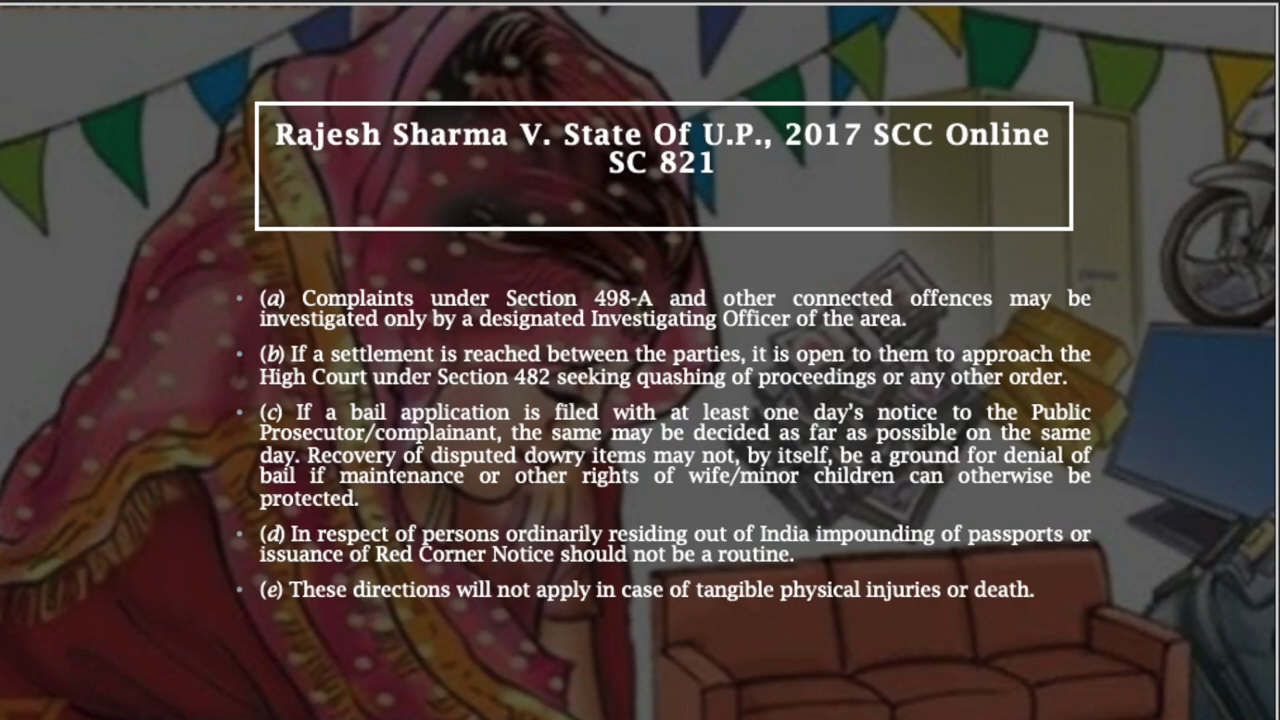 Rajesh Sharma V. State Of U.P., 2017 SCC Online
SC 821
• (a) Complaints under Section 498-A and other connected offences may be
investigated only by a designated Investigating Officer of the area.
• (b) If a settlement is reached between the parties, it is open to them to approach the
High Court under Section 482 seeking quashing of proceedings or any other order.
• (c) If a bail application is filed with at least one day's notice to the Public
Prosecutor/complainant, the same may be decided as far as possible on the same
day. Recovery of disputed dowry items may not, by itself, be a ground for denial of
bail if maintenance or other rights of wife/minor children can otherwise be
protected.
• (d) In respect of persons ordinarily residing out of India impounding of passports or
issuance of Red Corner Notice should not be a routine.
• (e) These directions will not apply in case of tangible physical injuries or death.